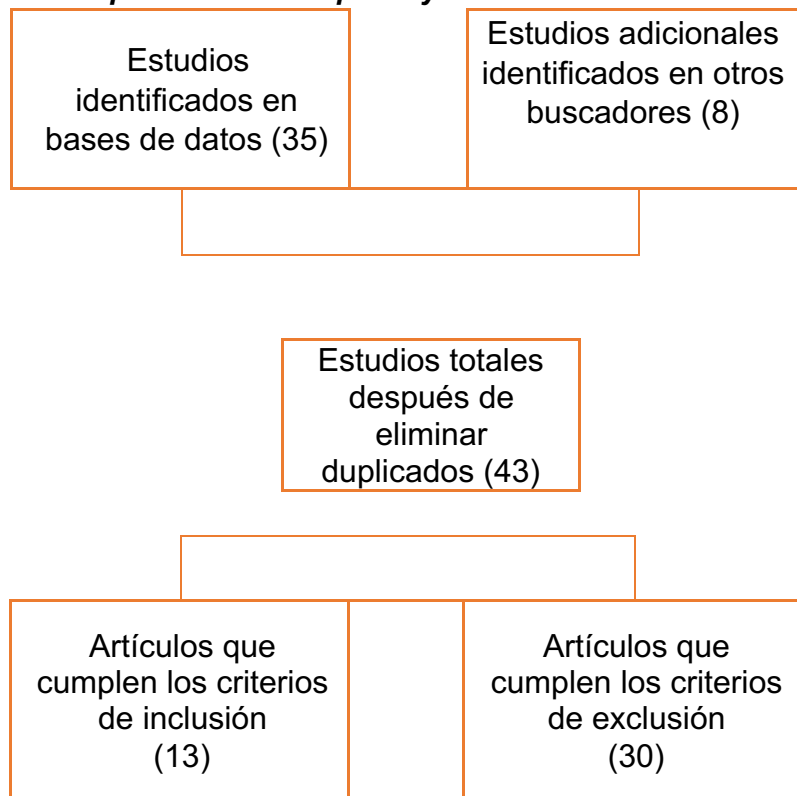 Estudios
identificados en
bases de datos (35)
Estudios adicionales
identificados en otros
buscadores (8)
Estudios totales
después de
eliminar
duplicados (43)
Artículos que
cumplen los criterios
de inclusión
(13)
Artículos que
cumplen los criterios
de exclusión
(30)